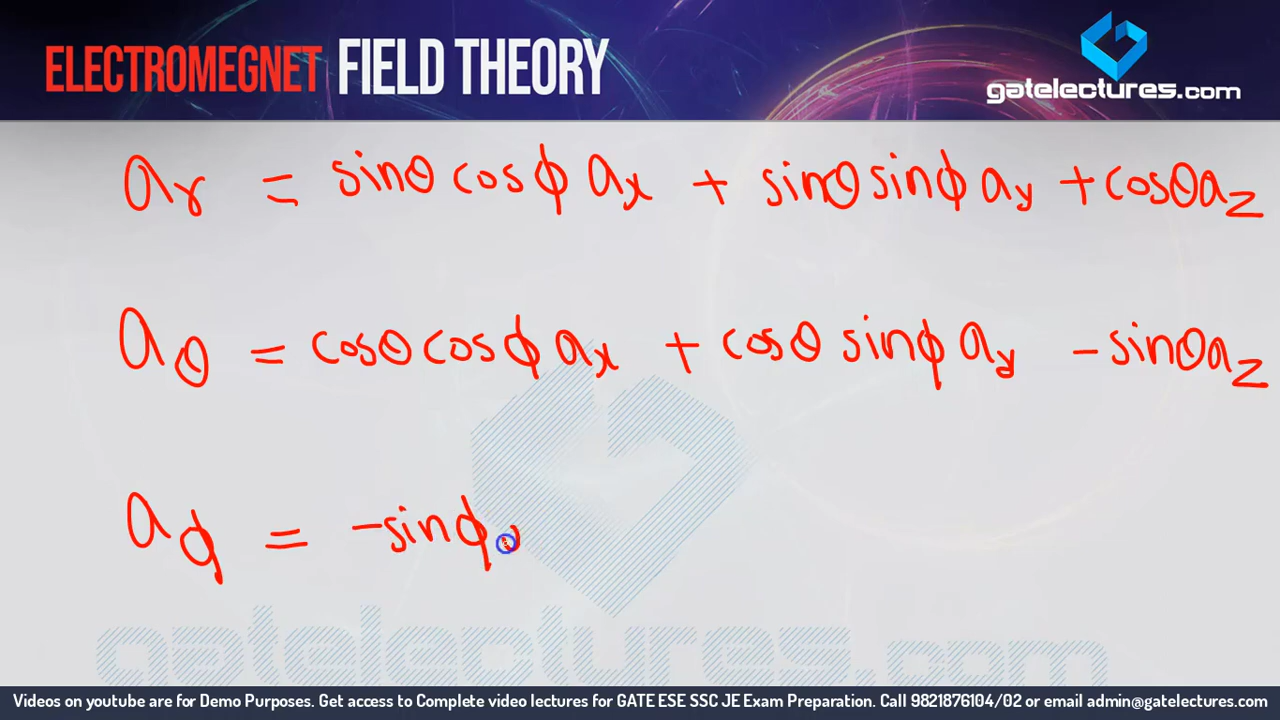 ELECTROMEGNET FIELD THEORY
gatelectures.com
ar = sinθ cosϕ ax + sinθ sinϕ ay + cosθ az
aθ = cosθ cosϕ ax + cosθ sinϕ ay - sinθ az
aϕ = -sinϕ
gatelectures.com
Videos on youtube are for Demo Purposes. Get access to Complete video lectures for GATE ESE SSC JE Exam Preparation. Call 9821876104/02 or email admin@gatelectures.com